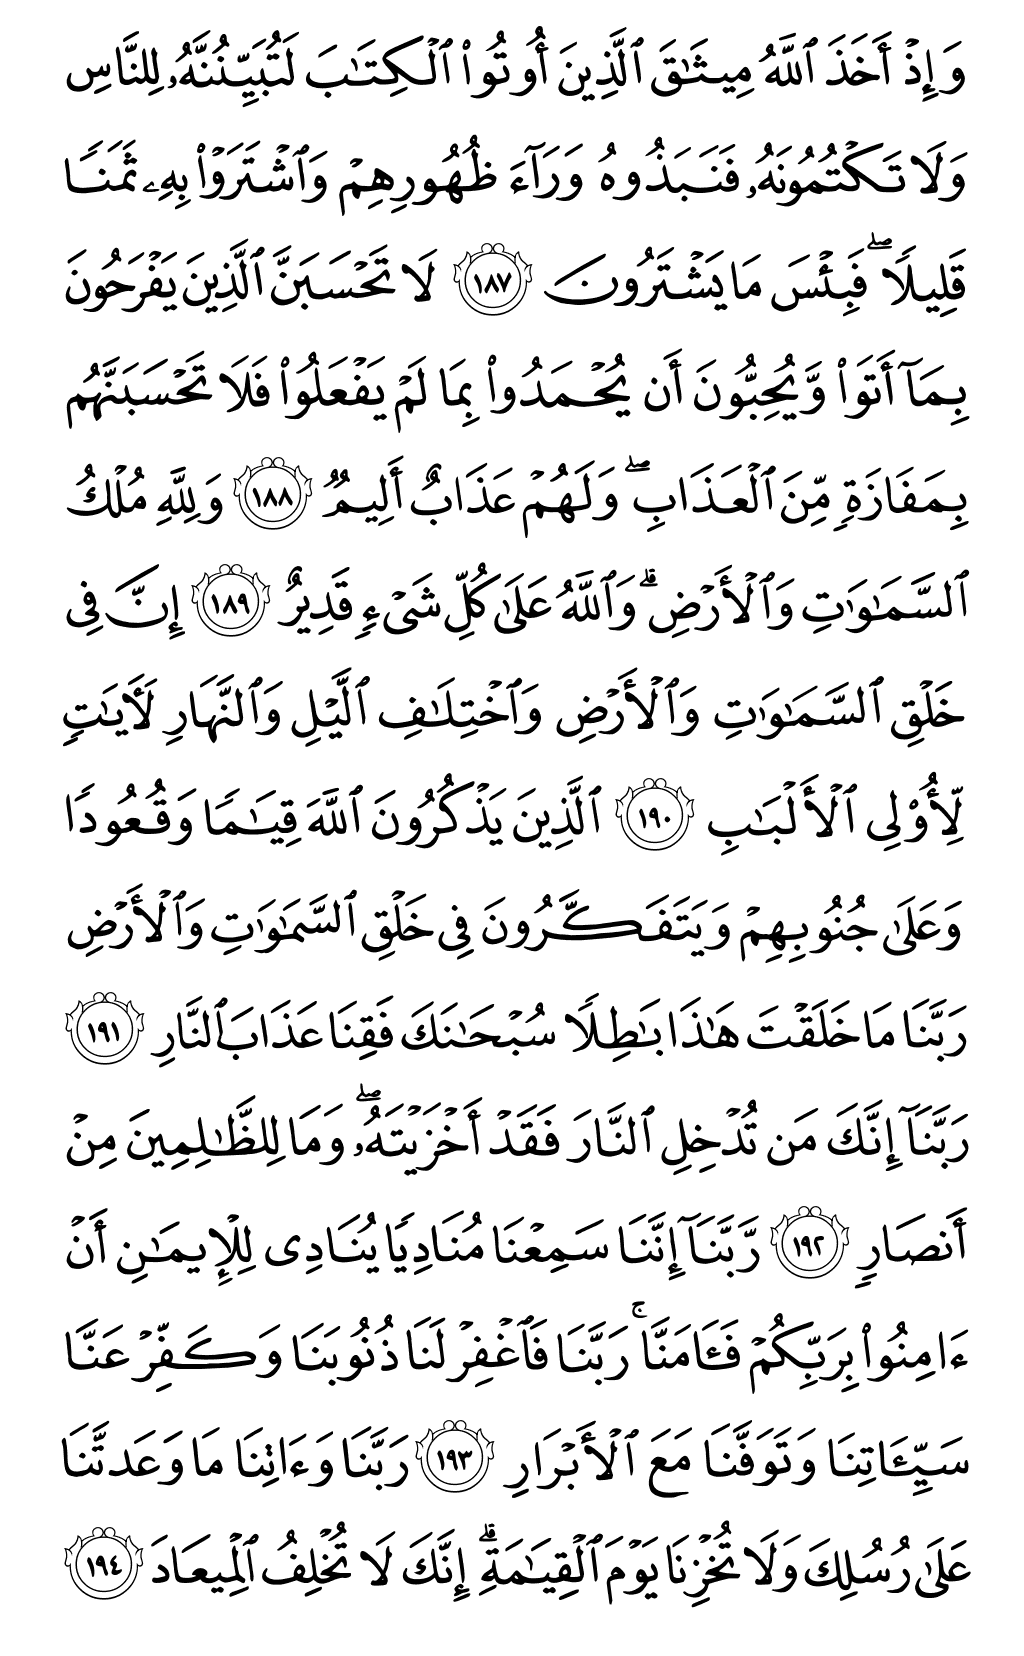 وَإِذْ أَخَذَ ٱللَّهُ مِيثَـٰقَ ٱلَّذِينَ أُوتُوا۟ ٱلْكِتَـٰبَ لَتُبَيِّنُنَّهُۥ لِلنَّاسِ
وَلَا تَكْتُمُونَهُۥ فَنَبَذُوهُ وَرَآءَ ظُهُورِهِمْ وَٱشْتَرَوْا۟ بِهِۦ ثَمَنًا
قَلِيلًا ۖ فَبِئْسَ مَا يَشْتَرُونَ ١٨٧ لَا تَحْسَبَنَّ ٱلَّذِينَ يَفْرَحُونَ
بِمَآ أَتَوا۟ وَّيُحِبُّونَ أَن يُحْمَدُوا۟ بِمَا لَمْ يَفْعَلُوا۟ فَلَا تَحْسَبَنَّهُم
بِمَفَازَةٍ مِّنَ ٱلْعَذَابِ ۖ وَلَهُمْ عَذَابٌ أَلِيمٌ ١٨٨ وَلِلَّهِ مُلْكُ
ٱلسَّمَـٰوَٰتِ وَٱلْأَرْضِ ۗ وَٱللَّهُ عَلَىٰ كُلِّ شَىْءٍ قَدِيرٌ ١٨٩ إِنَّ فِى
خَلْقِ ٱلسَّمَـٰوَٰتِ وَٱلْأَرْضِ وَٱخْتِلَـٰفِ ٱلَّيْلِ وَٱلنَّهَارِ لَـَٔايَـٰتٍ
لِّأُو۟لِى ٱلْأَلْبَـٰبِ ١٩٠ ٱلَّذِينَ يَذْكُرُونَ ٱللَّهَ قِيَـٰمًا وَقُعُودًا
وَعَلَىٰ جُنُوبِهِمْ وَيَتَفَكَّرُونَ فِى خَلْقِ ٱلسَّمَـٰوَٰتِ وَٱلْأَرْضِ
رَبَّنَا مَا خَلَقْتَ هَـٰذَا بَـٰطِلًا سُبْحَـٰنَكَ فَقِنَا عَذَابَ ٱلنَّارِ ١٩١
رَبَّنَآ إِنَّكَ مَن تُدْخِلِ ٱلنَّارَ فَقَدْ أَخْزَيْتَهُۥ ۖ وَمَا لِلظَّـٰلِمِينَ مِنْ
أَنصَارٍ ١٩٢ رَّبَّنَآ إِنَّنَا سَمِعْنَا مُنَادِيًا يُنَادِى لِلْإِيمَـٰنِ أَنْ
ءَامِنُوا۟ بِرَبِّكُمْ فَـَٔامَنَّا ۚ رَبَّنَا فَٱغْفِرْ لَنَا ذُنُوبَنَا وَكَفِّرْ عَنَّا
سَيِّـَٔاتِنَا وَتَوَفَّنَا مَعَ ٱلْأَبْرَارِ ١٩٣ رَبَّنَا وَءَاتِنَا مَا وَعَدتَّنَا
عَلَىٰ رُسُلِكَ وَلَا تُخْزِنَا يَوْمَ ٱلْقِيَـٰمَةِ ۗ إِنَّكَ لَا تُخْلِفُ ٱلْمِيعَادَ ١٩٤